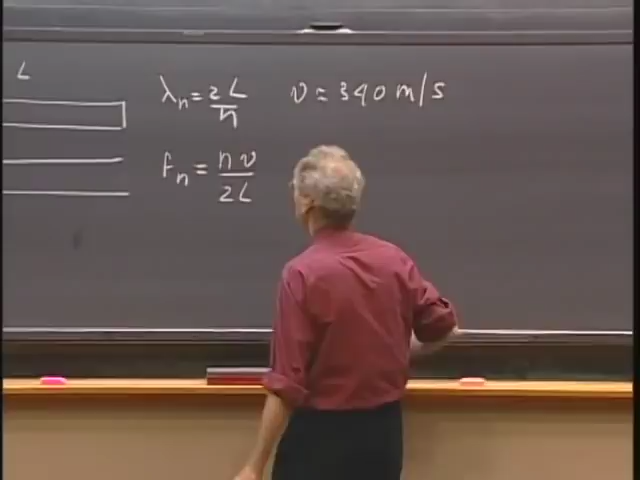 L
λn = 2L/n
v = 340 m/s
fn = nv/2L